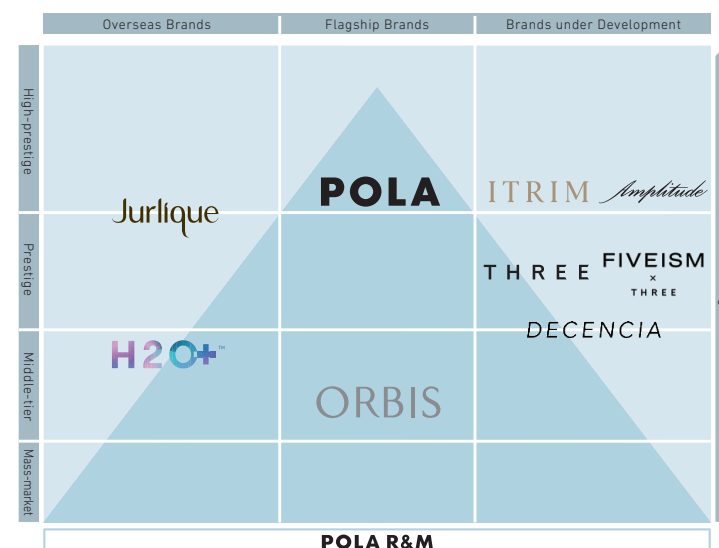 Overseas Brands
Flagship Brands
Brands under Development
High-prestige
POLA
ITRIM
Amplitude
Jurlique
Prestige
THREE
FIVEISM
×
THREE
DECENCIA
Middle-tier
H2O+™
ORBIS
Mass-market
POLA R&M